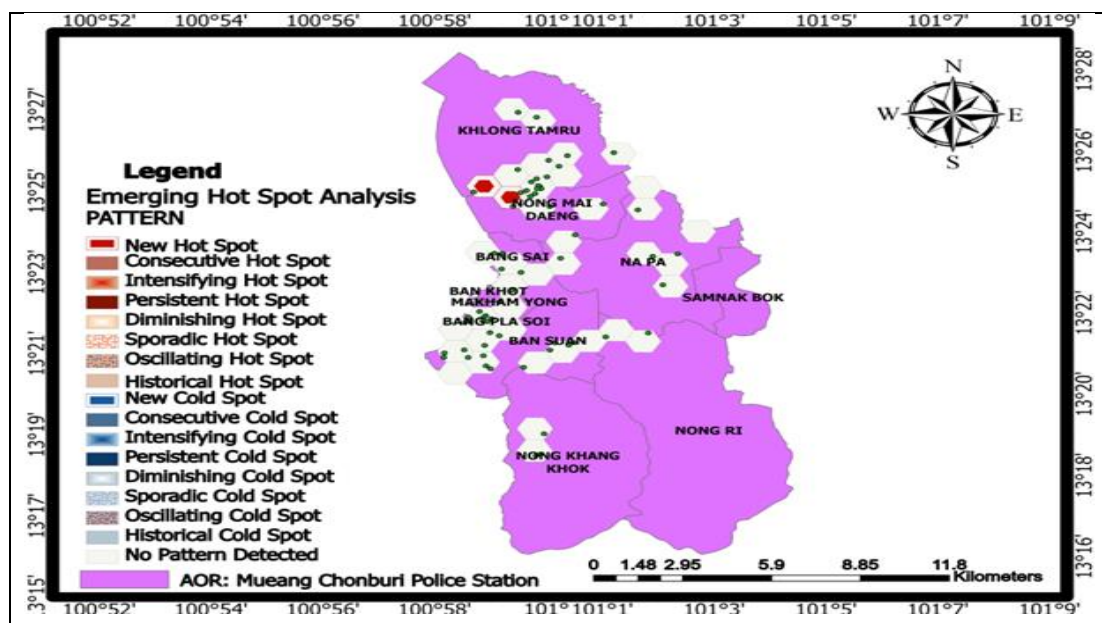 100°52' 100°54' 100°56' 100°58' 101°101°1' 101°3' 101°5' 101°7' 101°9'
13°28'
13°27'
13°26'
13°25'
13°24'
13°23'
13°22'
13°21'
13°20'
13°19'
13°18'
13°17'
13°16'
3°15'
N
W E
S
KHLONG TAMRU
NONG MAI
DAENG
BANG SAI
NA PA
BAN KHOT
MAKHAM YONG
SAMNAK BOK
BANG PLA SOI
BAN SUAN
NONG RI
NONG KHANG
KHOK
Legend
Emerging Hot Spot Analysis
PATTERN
New Hot Spot
Consecutive Hot Spot
Intensifying Hot Spot
Persistent Hot Spot
Diminishing Hot Spot
Sporadic Hot Spot
Oscillating Hot Spot
Historical Hot Spot
New Cold Spot
Consecutive Cold Spot
Intensifying Cold Spot
Persistent Cold Spot
Diminishing Cold Spot
Sporadic Cold Spot
Oscillating Cold Spot
Historical Cold Spot
No Pattern Detected
AOR: Mueang Chonburi Police Station
0 1.48 2.95 5.9 8.85 11.8
Kilometers
100°52' 100°54' 100°56' 100°58' 101°101°1' 101°3' 101°5' 101°7' 101°9'